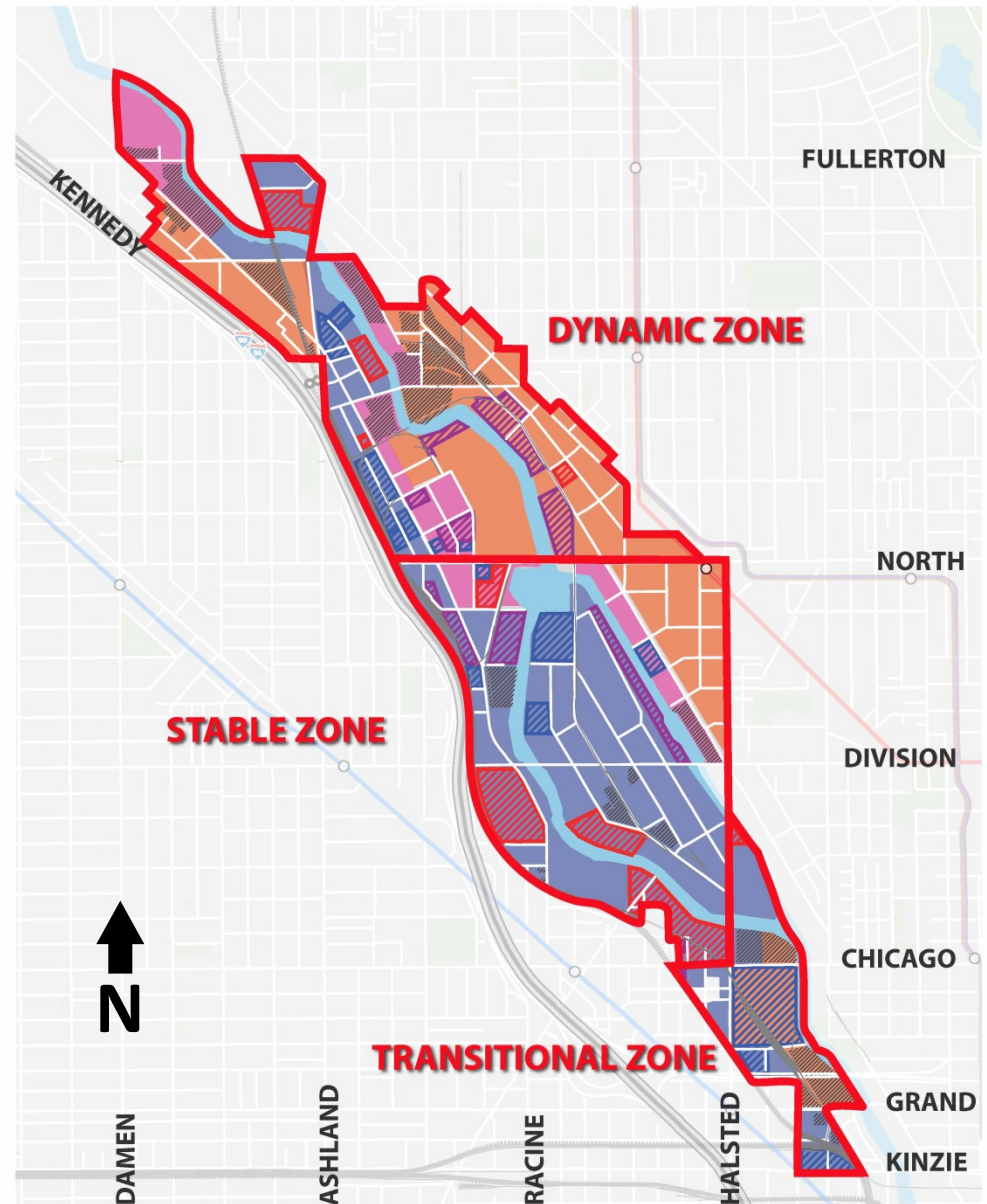 FULLERTON
KENNEDY
DYNAMIC ZONE
NORTH
STABLE ZONE
DIVISION
N
CHICAGO
TRANSITIONAL ZONE
GRAND
KINZIE
DAMEN
ASHLAND
RACINE
HALSTED